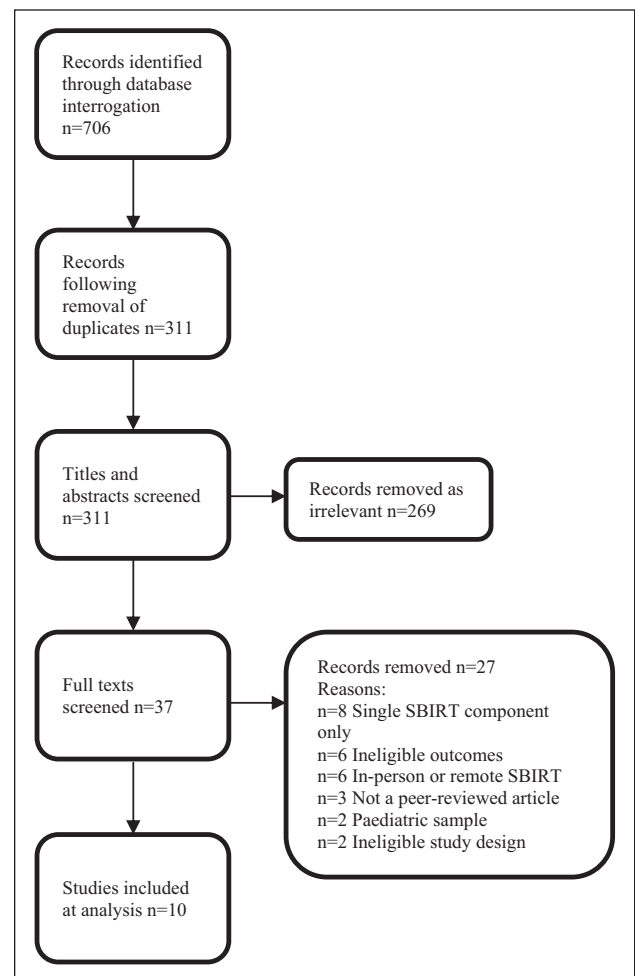 Records identified
through database
interrogation
n=706
Records
following
removal of
duplicates n=311
Titles and
abstracts screened
n=311
Records removed as
irrelevant n=269
Full texts
screened n=37
Records removed n=27
Reasons:
n=8 Single SBIRT component
only
n=6 Ineligible outcomes
n=6 In-person or remote SBIRT
n=3 Not a peer-reviewed article
n=2 Paediatric sample
n=2 Ineligible study design
Studies included
at analysis n=10